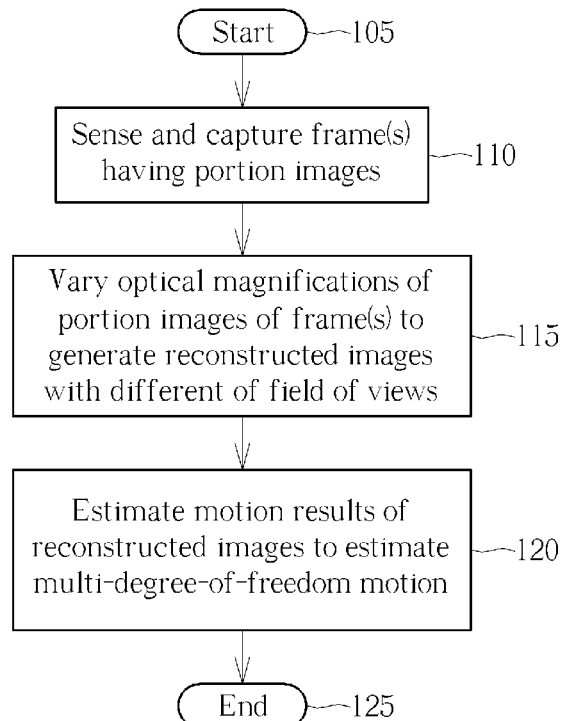 Start
105
Sense and capture frame(s)
having portion images
110
Vary optical magnifications of
portion images of frame(s) to
generate reconstructed images
with different of field of views
115
Estimate motion results of
reconstructed images to estimate
multi-degree-of-freedom motion
120
End
125